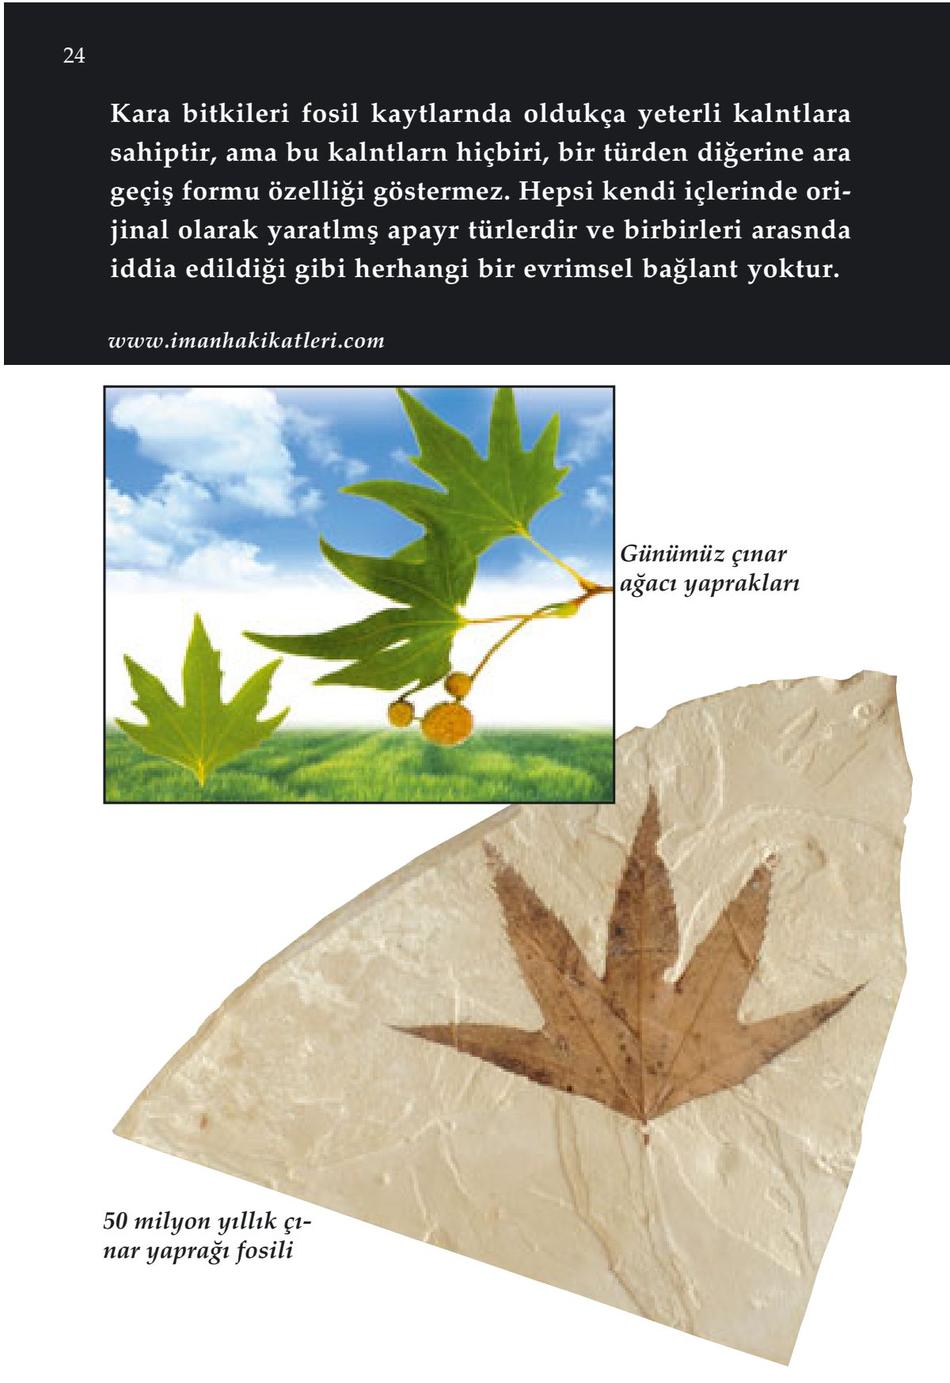 24
Kara bitkileri fosil kaytlarnda oldukça yeterli kalntlara
sahiptir, ama bu kalntlarn hiçbiri, bir türden diğerine ara
geçiş formu özelliği göstermez. Hepsi kendi içlerinde ori-
jinal olarak yaratlmş apayr türlerdir ve birbirleri arasnda
iddia edildiği gibi herhangi bir evrimsel bağlant yoktur.
www.imanhakikatleri.com
Günümüz çınar
ağacı yaprakları
50 milyon yıllık çı-
nar yaprağı fosili